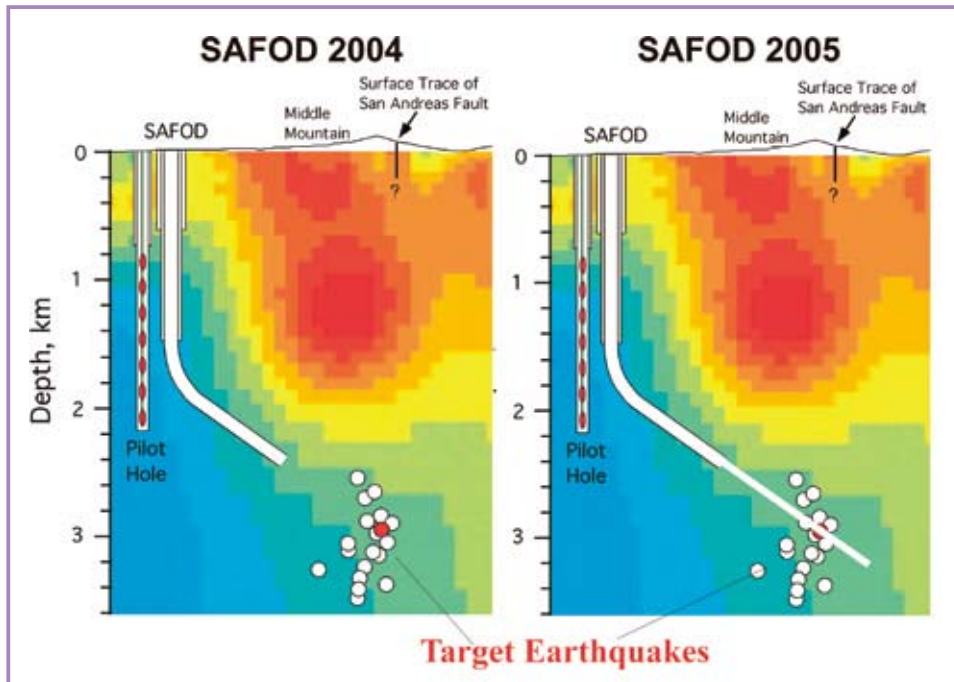 SAFOD 2004
Surface Trace of
San Andreas Fault
Middle
Mountain
SAFOD
?
0
1
2
3
Depth, km
Pilot
Hole
SAFOD 2005
Surface Trace of
San Andreas Fault
Middle
Mountain
SAFOD
?
0
1
2
3
Pilot
Hole
Target Earthquakes